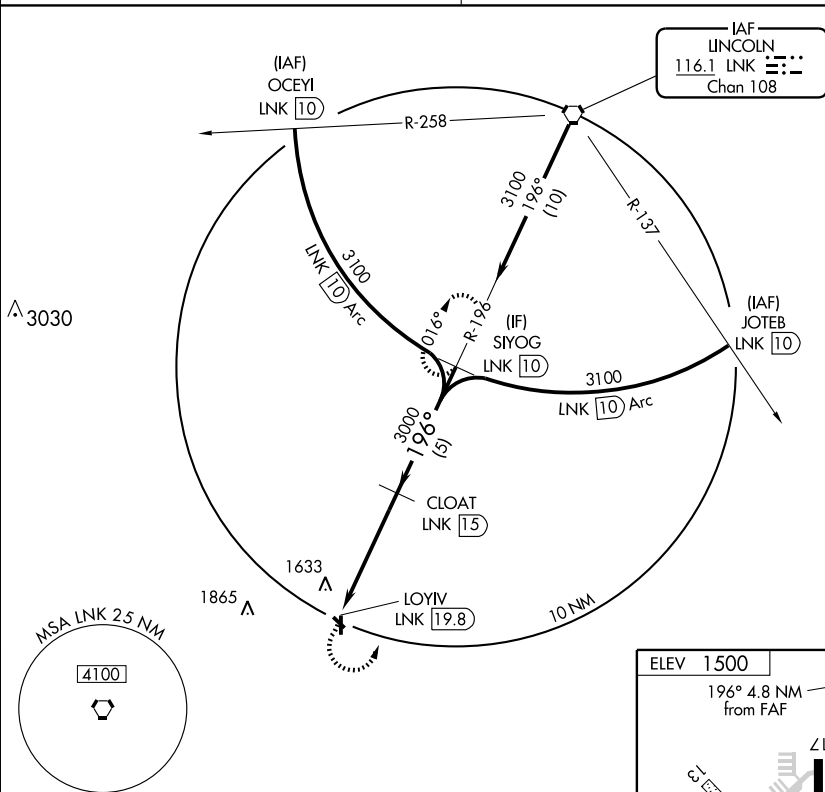 IAF
LINCOLN
116.1 LNK
Chan 108
(IAF)
OCEYI
LNK 10
R-258
3100
196°
(10)
R-137
3100
LNK 10 Arc
3030
016°
R-196
(IF)
SIYOG
LNK 10
(IAF)
JOTEB
LNK 10
3100
LNK 10 Arc
3000
196°
(5)
CLOAT
LNK 15
1633
1865
LOYIV
LNK 19.8
10 NM
MSA LNK 25 NM
4100
ELEV 1500
196° 4.8 NM
from FAF
17
13